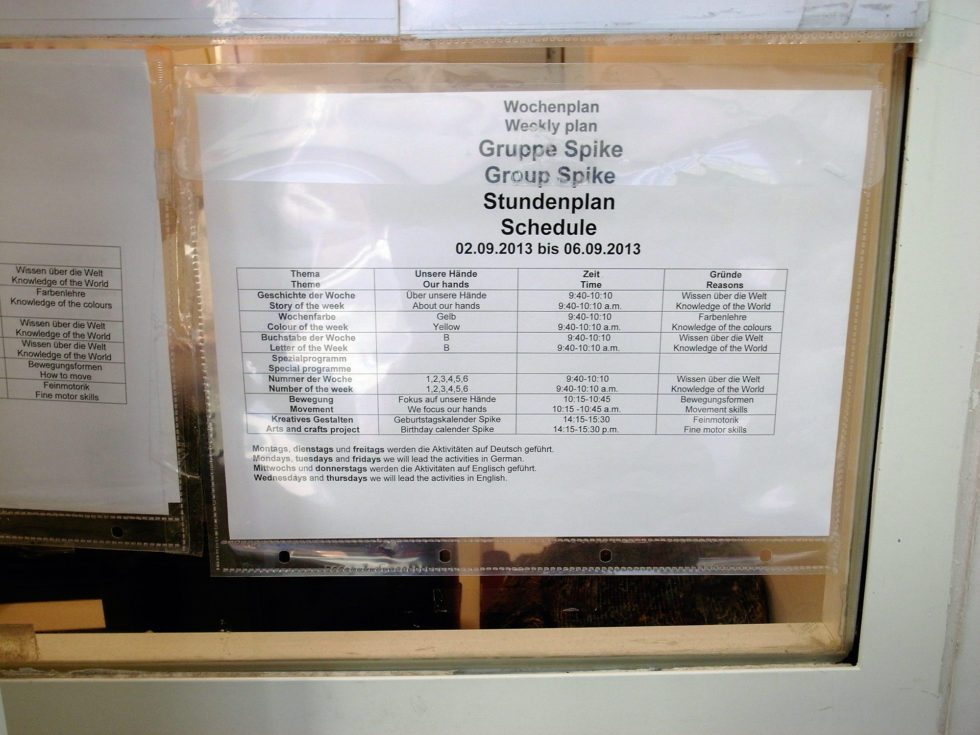 Wochenplan
Weekly plan
Gruppe Spike
Group Spike
Stundenplan
Schedule
02.09.2013 bis 06.09.2013
Thema Unsere Hände Zeit Gründe
Theme Our hands Time Reasons
Geschichte der Woche Über unsere Hände 9:40-10:10 Wissen über die Welt
Story of the week About our hands 9:40-10:10 a.m. Knowledge of the World
Wochenfarbe Gelb 9:40-10:10 Farbenlehre
Colour of the week Yellow 9:40-10:10 a.m. Knowledge of the colours
Buchstabe der Woche B 9:40-10:10 Wissen über die Welt
Letter of the Week B 9:40-10:10 a.m. Knowledge of the World
Spezialprogramm
Special programme
Nummer der Woche 1,2,3,4,5,6 9:40-10:10 Wissen über die Welt
Number of the week 1,2,3,4,5,6 9:40-10:10 a.m. Knowledge of the World
Bewegung Fokus auf unsere Hände 10:15-10:45 Bewegungsformen
Movement We focus our hands 10:15 -10:45 a.m. Movement skills
Kreatives Gestalten Geburtstagskalender Spike 14:15-15:30 Feinmotorik
Arts and crafts project Birthday calender Spike 14:15-15:30 p.m. Fine motor skills
Montags, dienstags und freitags werden die Aktivitäten auf Deutsch geführt.
Mondays, tuesdays and fridays we will lead the activities in German.
Mittwochs und donnerstags werden die Aktivitäten auf Englisch geführt.
Wednesdays and thursdays we will lead the activities in English.
Wissen über die Welt
Knowledge of the World
Farbenlehre
Knowledge of the colours
Wissen über die Welt
Knowledge of the World
Wissen über die Welt
Knowledge of the World
Bewegungsformen
How to move
Feinmotorik
Fine motor skills